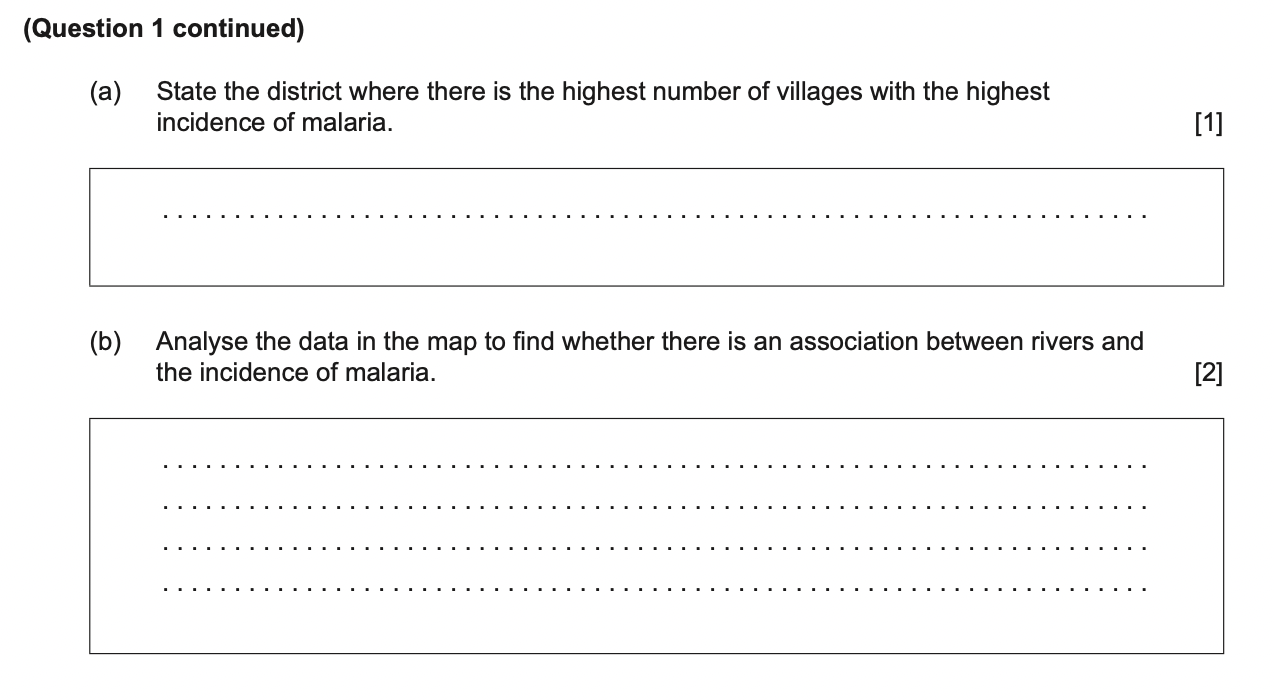 (Question 1 continued)
(a) State the district where there is the highest number of villages with the highest
incidence of malaria. [1]
(b) Analyse the data in the map to find whether there is an association between rivers and
the incidence of malaria. [2]